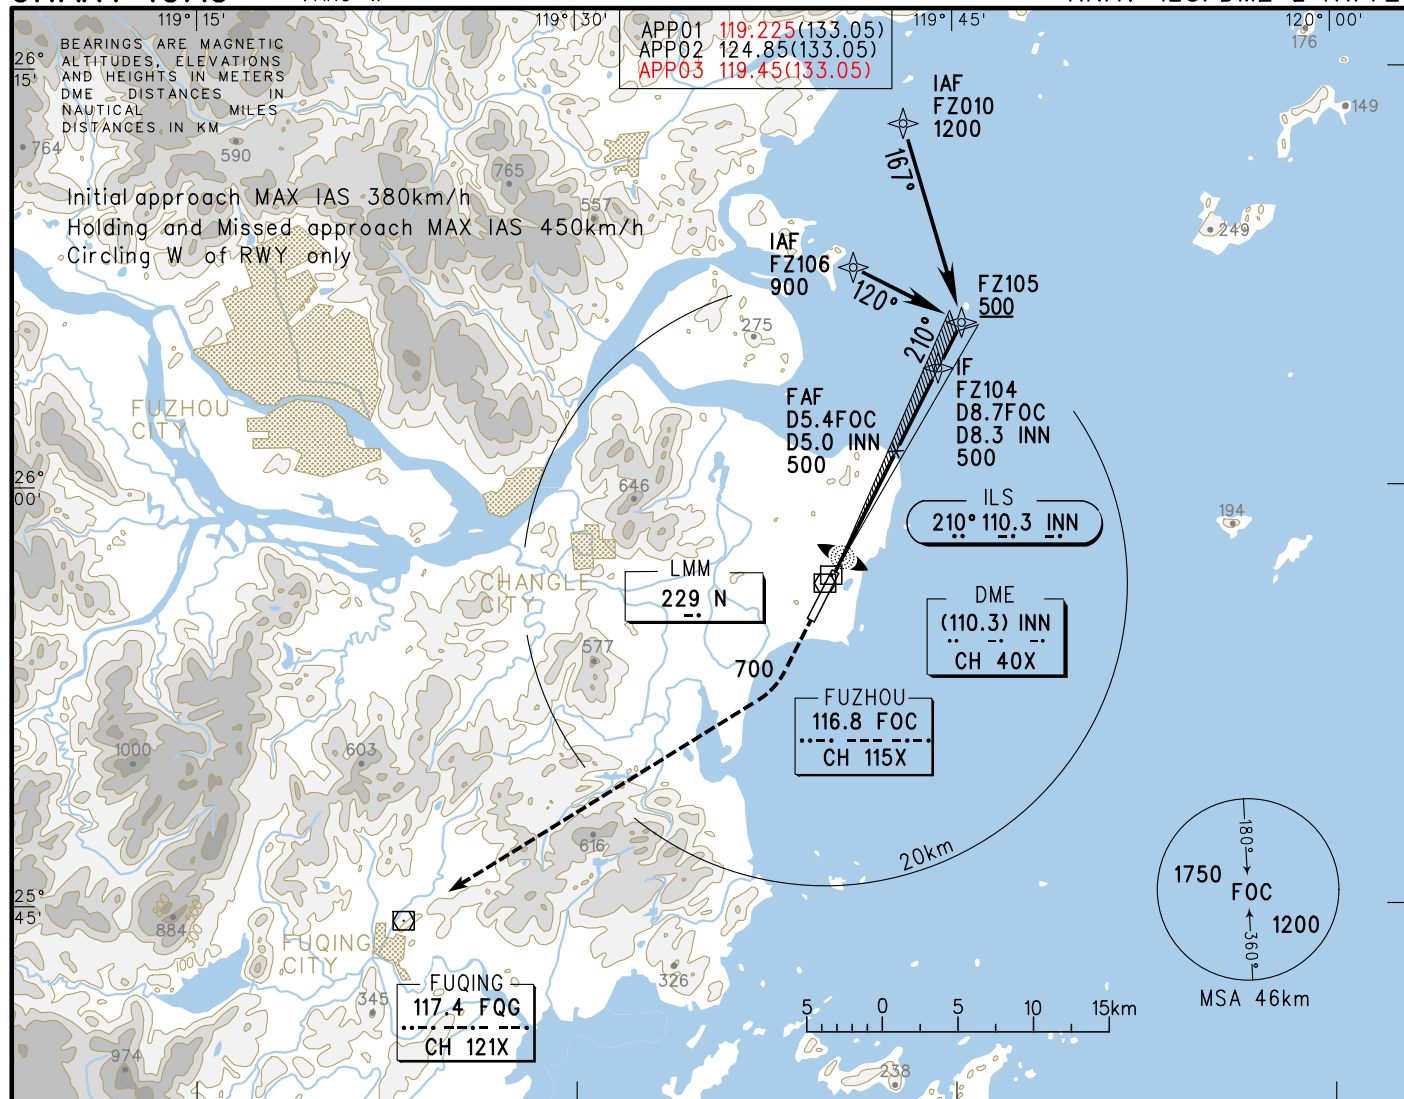 119° 15'
119° 30'
119° 45'
120° 00'
26° 15'
BEARINGS ARE MAGNETIC
ALTITUDES, ELEVATIONS
AND HEIGHTS IN METERS
DME DISTANCES IN
NAUTICAL MILES
DISTANCES IN KM
APP01 119.225(133.05)
APP02 124.85(133.05)
APP03 119.45(133.05)
176
149
764
590
765
557
249
Initial approach MAX IAS 380km/h
Holding and Missed approach MAX IAS 450km/h
Circling W of RWY only
IAF
FZ010
1200
167°
IAF
FZ106
900
120°
FZ105
500
210°
275
IF
FZ104
D8.7FOC
D8.3 INN
500
FAF
D5.4FOC
D5.0 INN
500
FUZHOU
CITY
26° 00'
646
194
ILS
210° 110.3 INN
CHANGLE
CITY
LMM
229 N
DME
(110.3) INN
CH 40X
577
700
FUZHOU
116.8 FOC
CH 115X
1000
603
616
20km
25° 45'
884
800
500
300
100
FUQING
CITY
326
345
FUQING
117.4 FQG
CH 121X
974
238
180°
1750
FOC
1200
360°
MSA 46km
5 0 5 10 15km